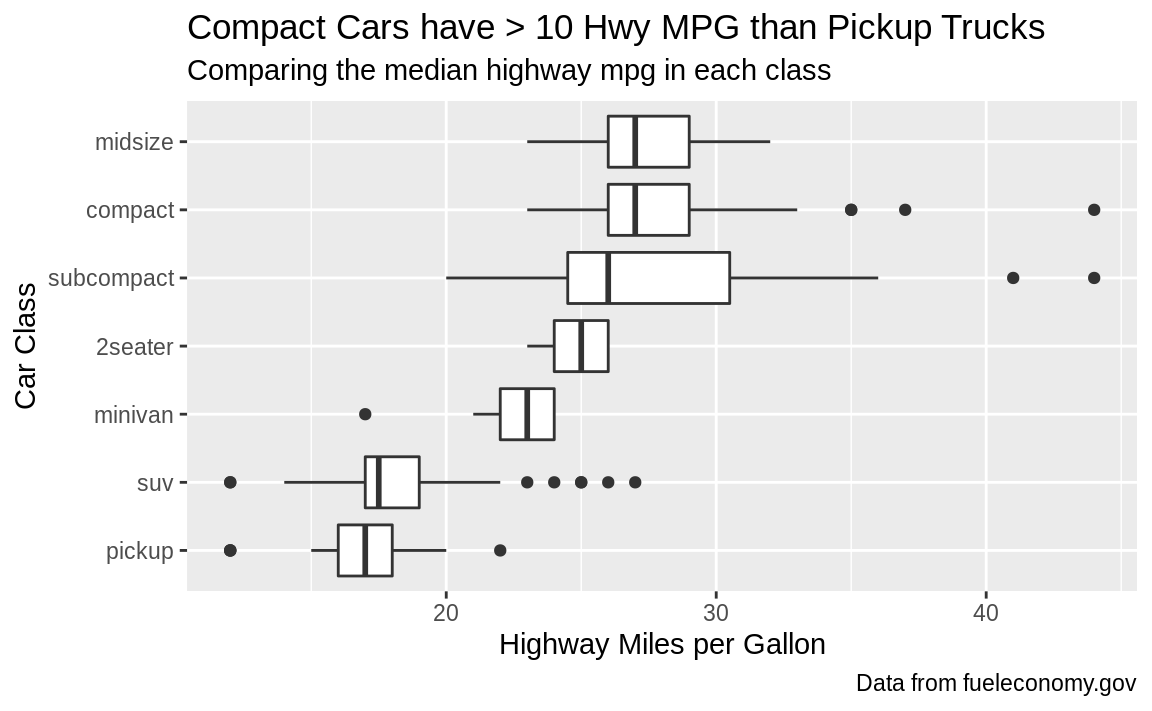 Compact Cars have > 10 Hwy MPG than Pickup Trucks
Comparing the median highway mpg in each class
Car Class
midsize
compact
subcompact
2seater
minivan
suv
pickup
20 30 40
Highway Miles per Gallon
Data from fueleconomy.gov